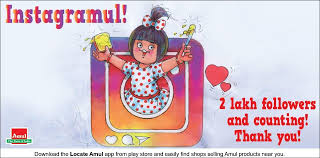 Instagramul!
2 lakh followers
and counting!
Thank you!
Amul
Download the Locate Amul app from play store and easily find shops selling Amul products near you.